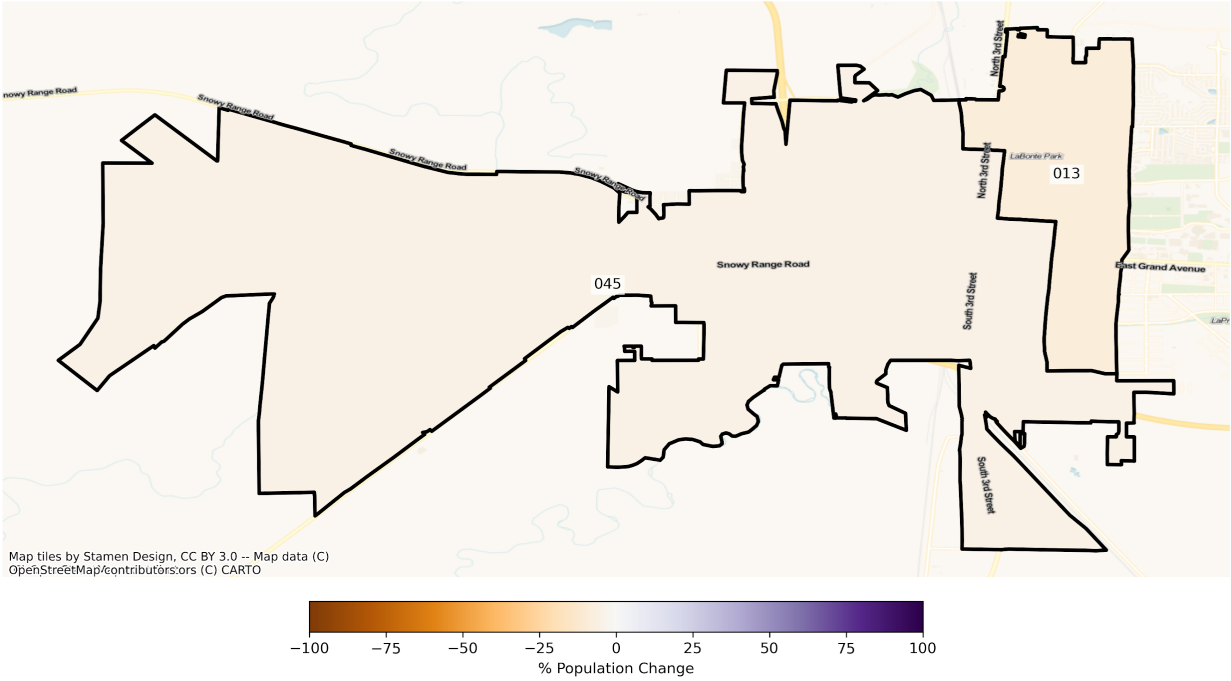 North 3rd Street
nowy Range Road
Snowy Range Road
Snowy Range Road
North 3rd Street
LaBonte Park
013
Snowy Range Road
Snowy Range Road
East Grand Avenue
045
South 3rd Street
LaPr
South 3rd Street
Map tiles by Stamen Design, CC BY 3.0 -- Map data (C)
OpenStreetMap contributors
(C) CARTO
−100 −75 −50 −25 0 25 50 75 100
% Population Change